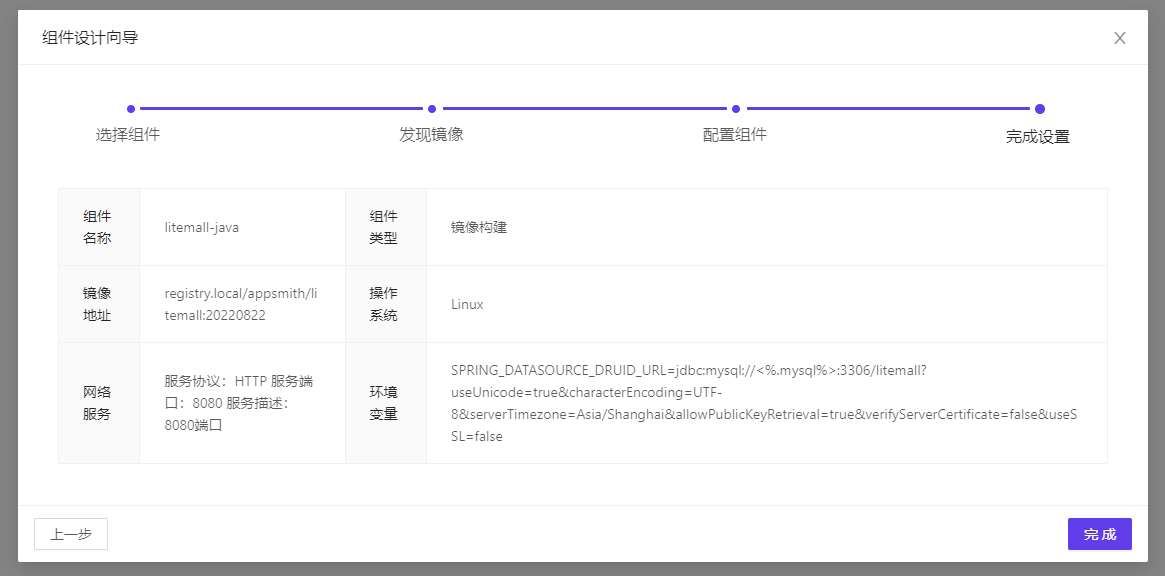 组件设计向导
选择组件
发现镜像
配置组件
完成设置
组件
名称
litemall-java
组件
类型
镜像构建
镜像
地址
registry.local/appsmith/li
temall:20220822
操作
系统
Linux
网络
服务
服务协议：HTTP 服务端
口：8080 服务描述：
8080端口
环境
变量
SPRING_DATASOURCE_DRUID_URL=jdbc:mysql://<%.mysql%>:3306/litemall?
useUnicode=true&characterEncoding=UTF-
8&serverTimezone=Asia/Shanghai&allowPublicKeyRetrieval=true&verifyServerCertificate=false&useS
SL=false
上一步
完成